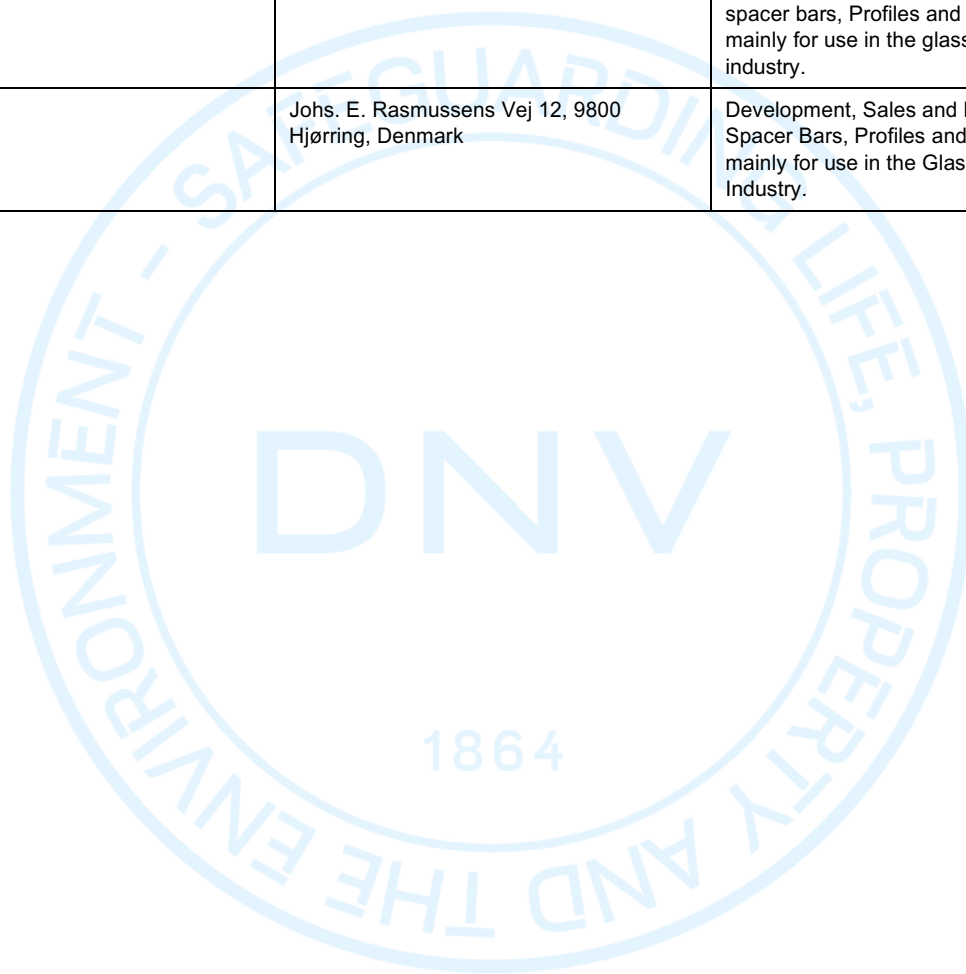 spacer bars, Profiles and
mainly for use in the
industry.
Johs. E. Rasmussens Vej 12, 9800
Hjørring, Denmark
Development, Sales and
Spacer Bars, Profiles and
mainly for use in the
Industry.
SAFEGUARDING LIFE, PROPERTY AND THE ENVIRONMENT -
DNV
1864